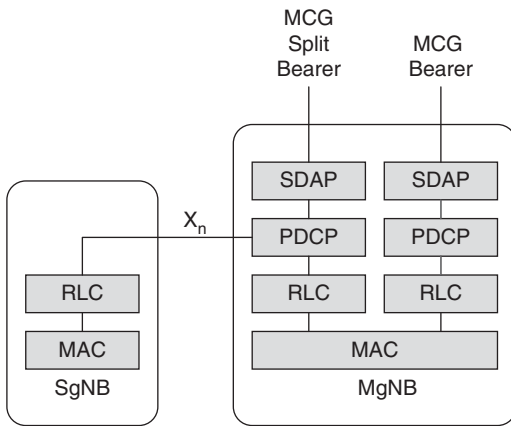 MCG
Split
Bearer
MCG
Bearer
SDAP
SDAP
Xn
PDCP
PDCP
RLC
RLC
RLC
MAC
MAC
SgNB
MgNB